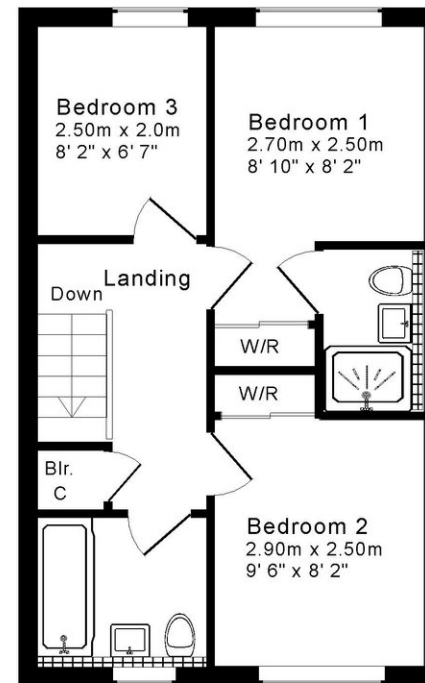 Bedroom 3
2.50m x 2.0m
8' 2" x 6' 7"
Bedroom 1
2.70m x 2.50m
8' 10" x 8' 2"
Landing
Down
W/R
W/R
Blr.
C
Bedroom 2
2.90m x 2.50m
9' 6" x 8' 2"